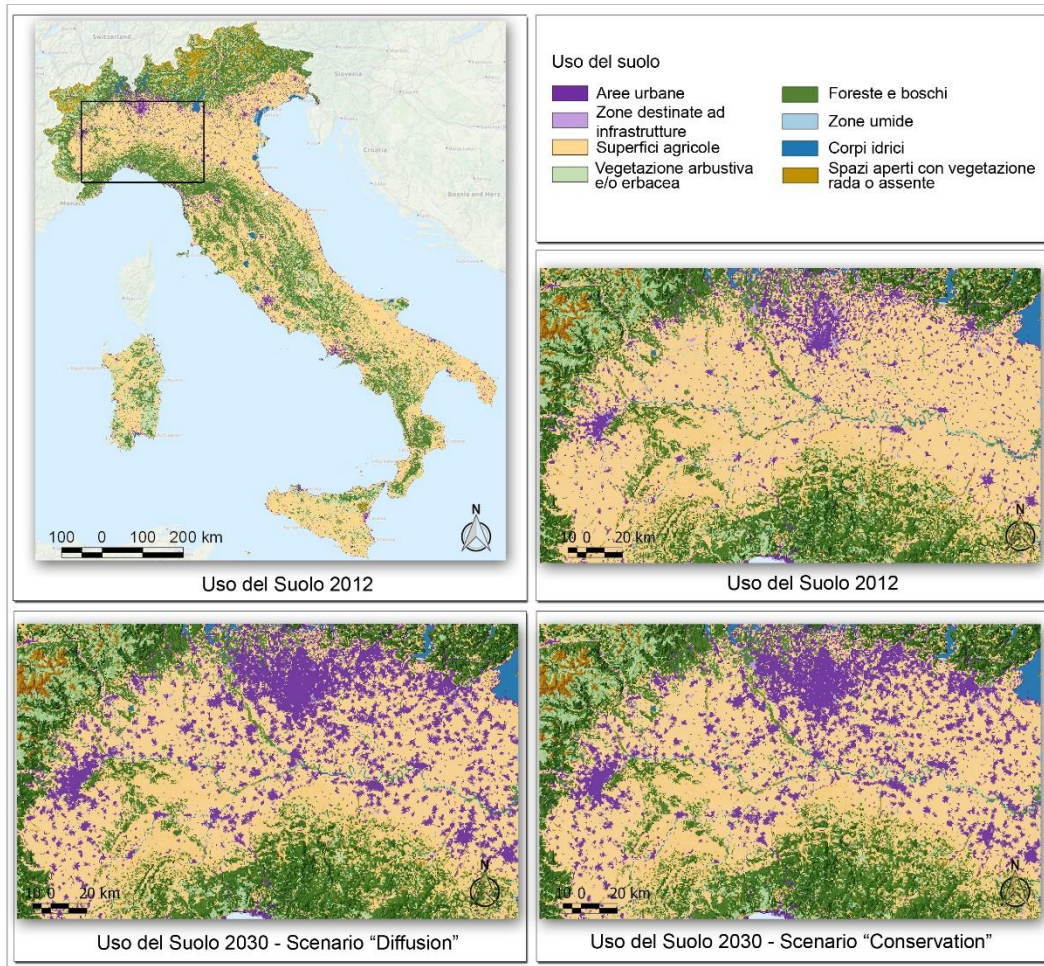 Switzerland
Slovenia
Croatia
Monaco
N
100 0 100 200 km
Uso del Suolo 2012
Uso del suolo
Aree urbane
Zone destinate ad
infrastrutture
Superfici agricole
Vegetazione arbustiva
e/o erbacea
Foreste e boschi
Zone umide
Corpi idrici
Spazi aperti con vegetazione
rada o assente
N
10 0 20 km
Uso del Suolo 2012
N
10 0 20 km
Uso del Suolo 2030 - Scenario “Diffusion”
N
10 0 20 km
Uso del Suolo 2030 - Scenario “Conservation”